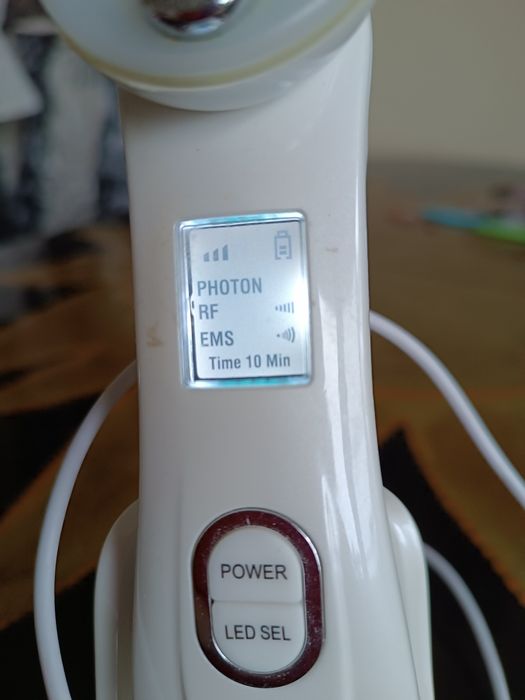 PHOTON
RF
EMS
Time 10 Min
POWER
LED SEL